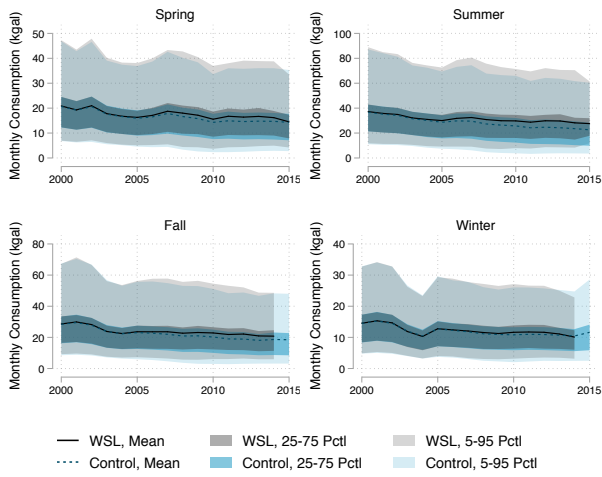 Spring
Monthly Consumption (kgal)
50
40
30
20
10
0
2000 2005 2010 2015
Summer
Monthly Consumption (kgal)
100
80
60
40
20
0
2000 2005 2010 2015
Fall
Monthly Consumption (kgal)
80
60
40
20
0
2000 2005 2010 2015
Winter
Monthly Consumption (kgal)
40
30
20
10
0
2000 2005 2010 2015
WSL, Mean WSL, 25-75 Pctl WSL, 5-95 Pctl
Control, Mean Control, 25-75 Pctl Control, 5-95 Pctl